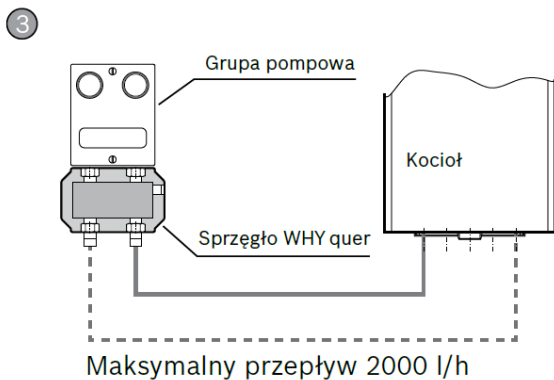 3
Grupa pompowa
Kocioł
Sprzęgło WHY quer
Maksymalny przepływ 2000 l/h